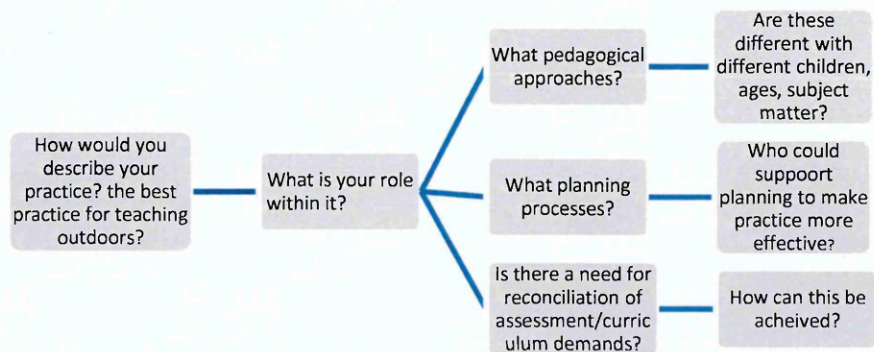 How would you
describe your
practice? the best
practice for teaching
outdoors?
What is your role
within it?
What pedagogical
approaches?
Are these
different with
different children,
ages, subject
matter?
What planning
processes?
Who could
suppoort
planning to make
practice more
effective?
Is there a need for
reconciliation of
assessment/curric
ulum demands?
How can this be
acheived?